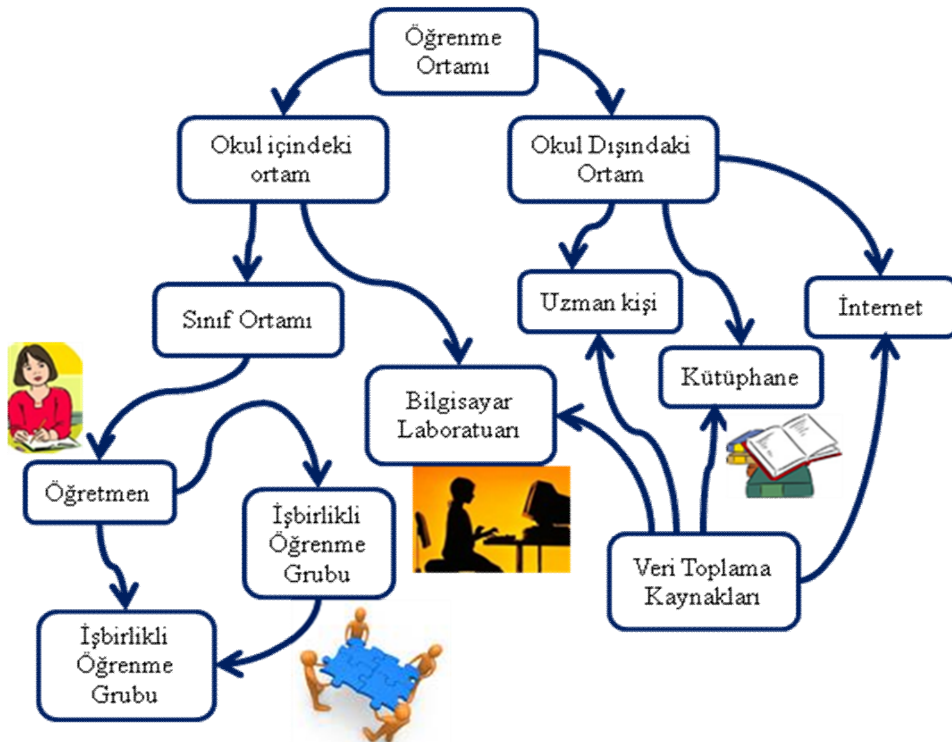 Öğrenme
Ortamı
Okul içindeki
ortam
Okul Dışındaki
Ortam
Sınıf Ortamı
Uzman kişi
İnternet
Kütüphane
Bilgisayar
Laboratuarı
Öğretmen
İşbirlikli
Öğrenme
Grubu
Veri Toplama
Kaynakları
İşbirlikli
Öğrenme
Grubu